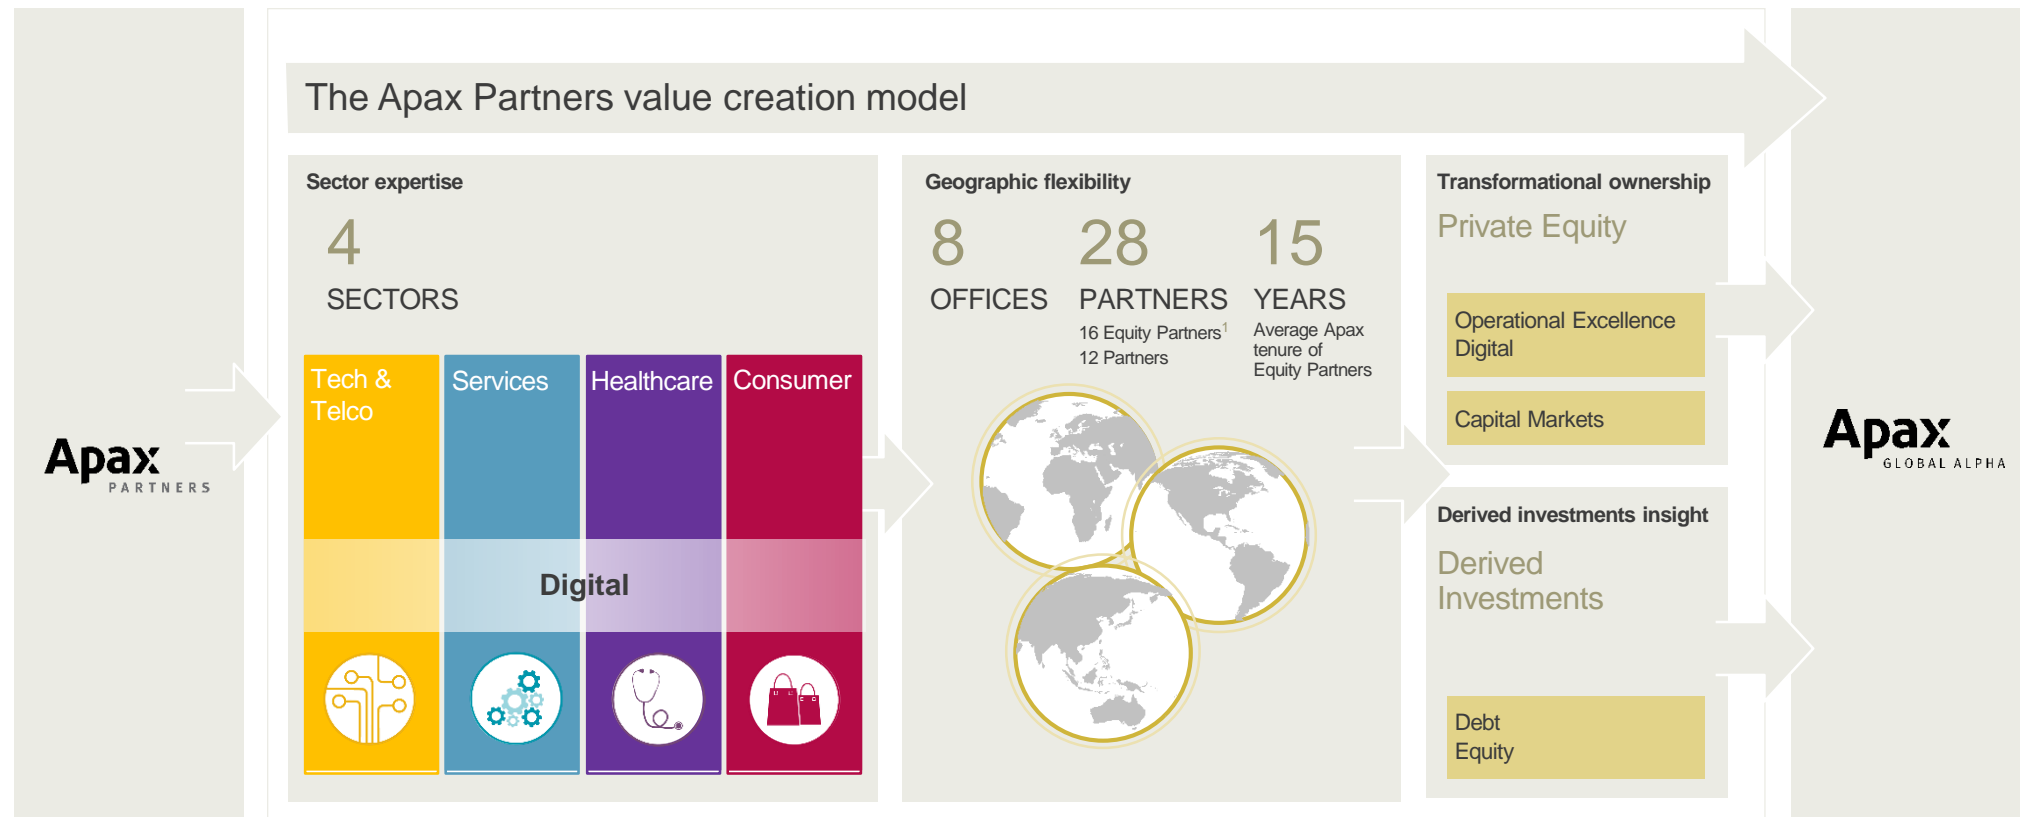 Apax
PARTNERS
The Apax Partners value creation model
Sector expertise
4
SECTORS
Tech &
Telco
Services
Healthcare
Consumer
Digital
Geographic flexibility
8
OFFICES
28
PARTNERS
16 Equity Partners1
12 Partners
15
YEARS
Average Apax
tenure of
Equity Partners
Transformational ownership
Private Equity
Operational Excellence
Digital
Capital Markets
Derived investments insight
Derived
Investments
Debt
Equity
Apax
GLOBAL ALPHA